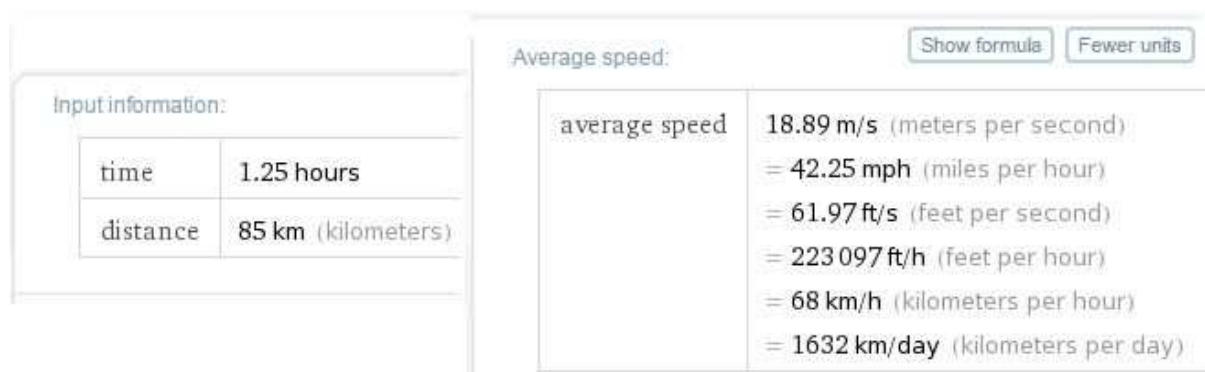 Input information:
time 1.25 hours
distance 85 km (kilometers)
Average speed: Show formula Fewer units
average speed 18.89 m/s (meters per second)
= 42.25 mph (miles per hour)
= 61.97 ft/s (feet per second)
= 223 097 ft/h (feet per hour)
= 68 km/h (kilometers per hour)
= 1632 km/day (kilometers per day)